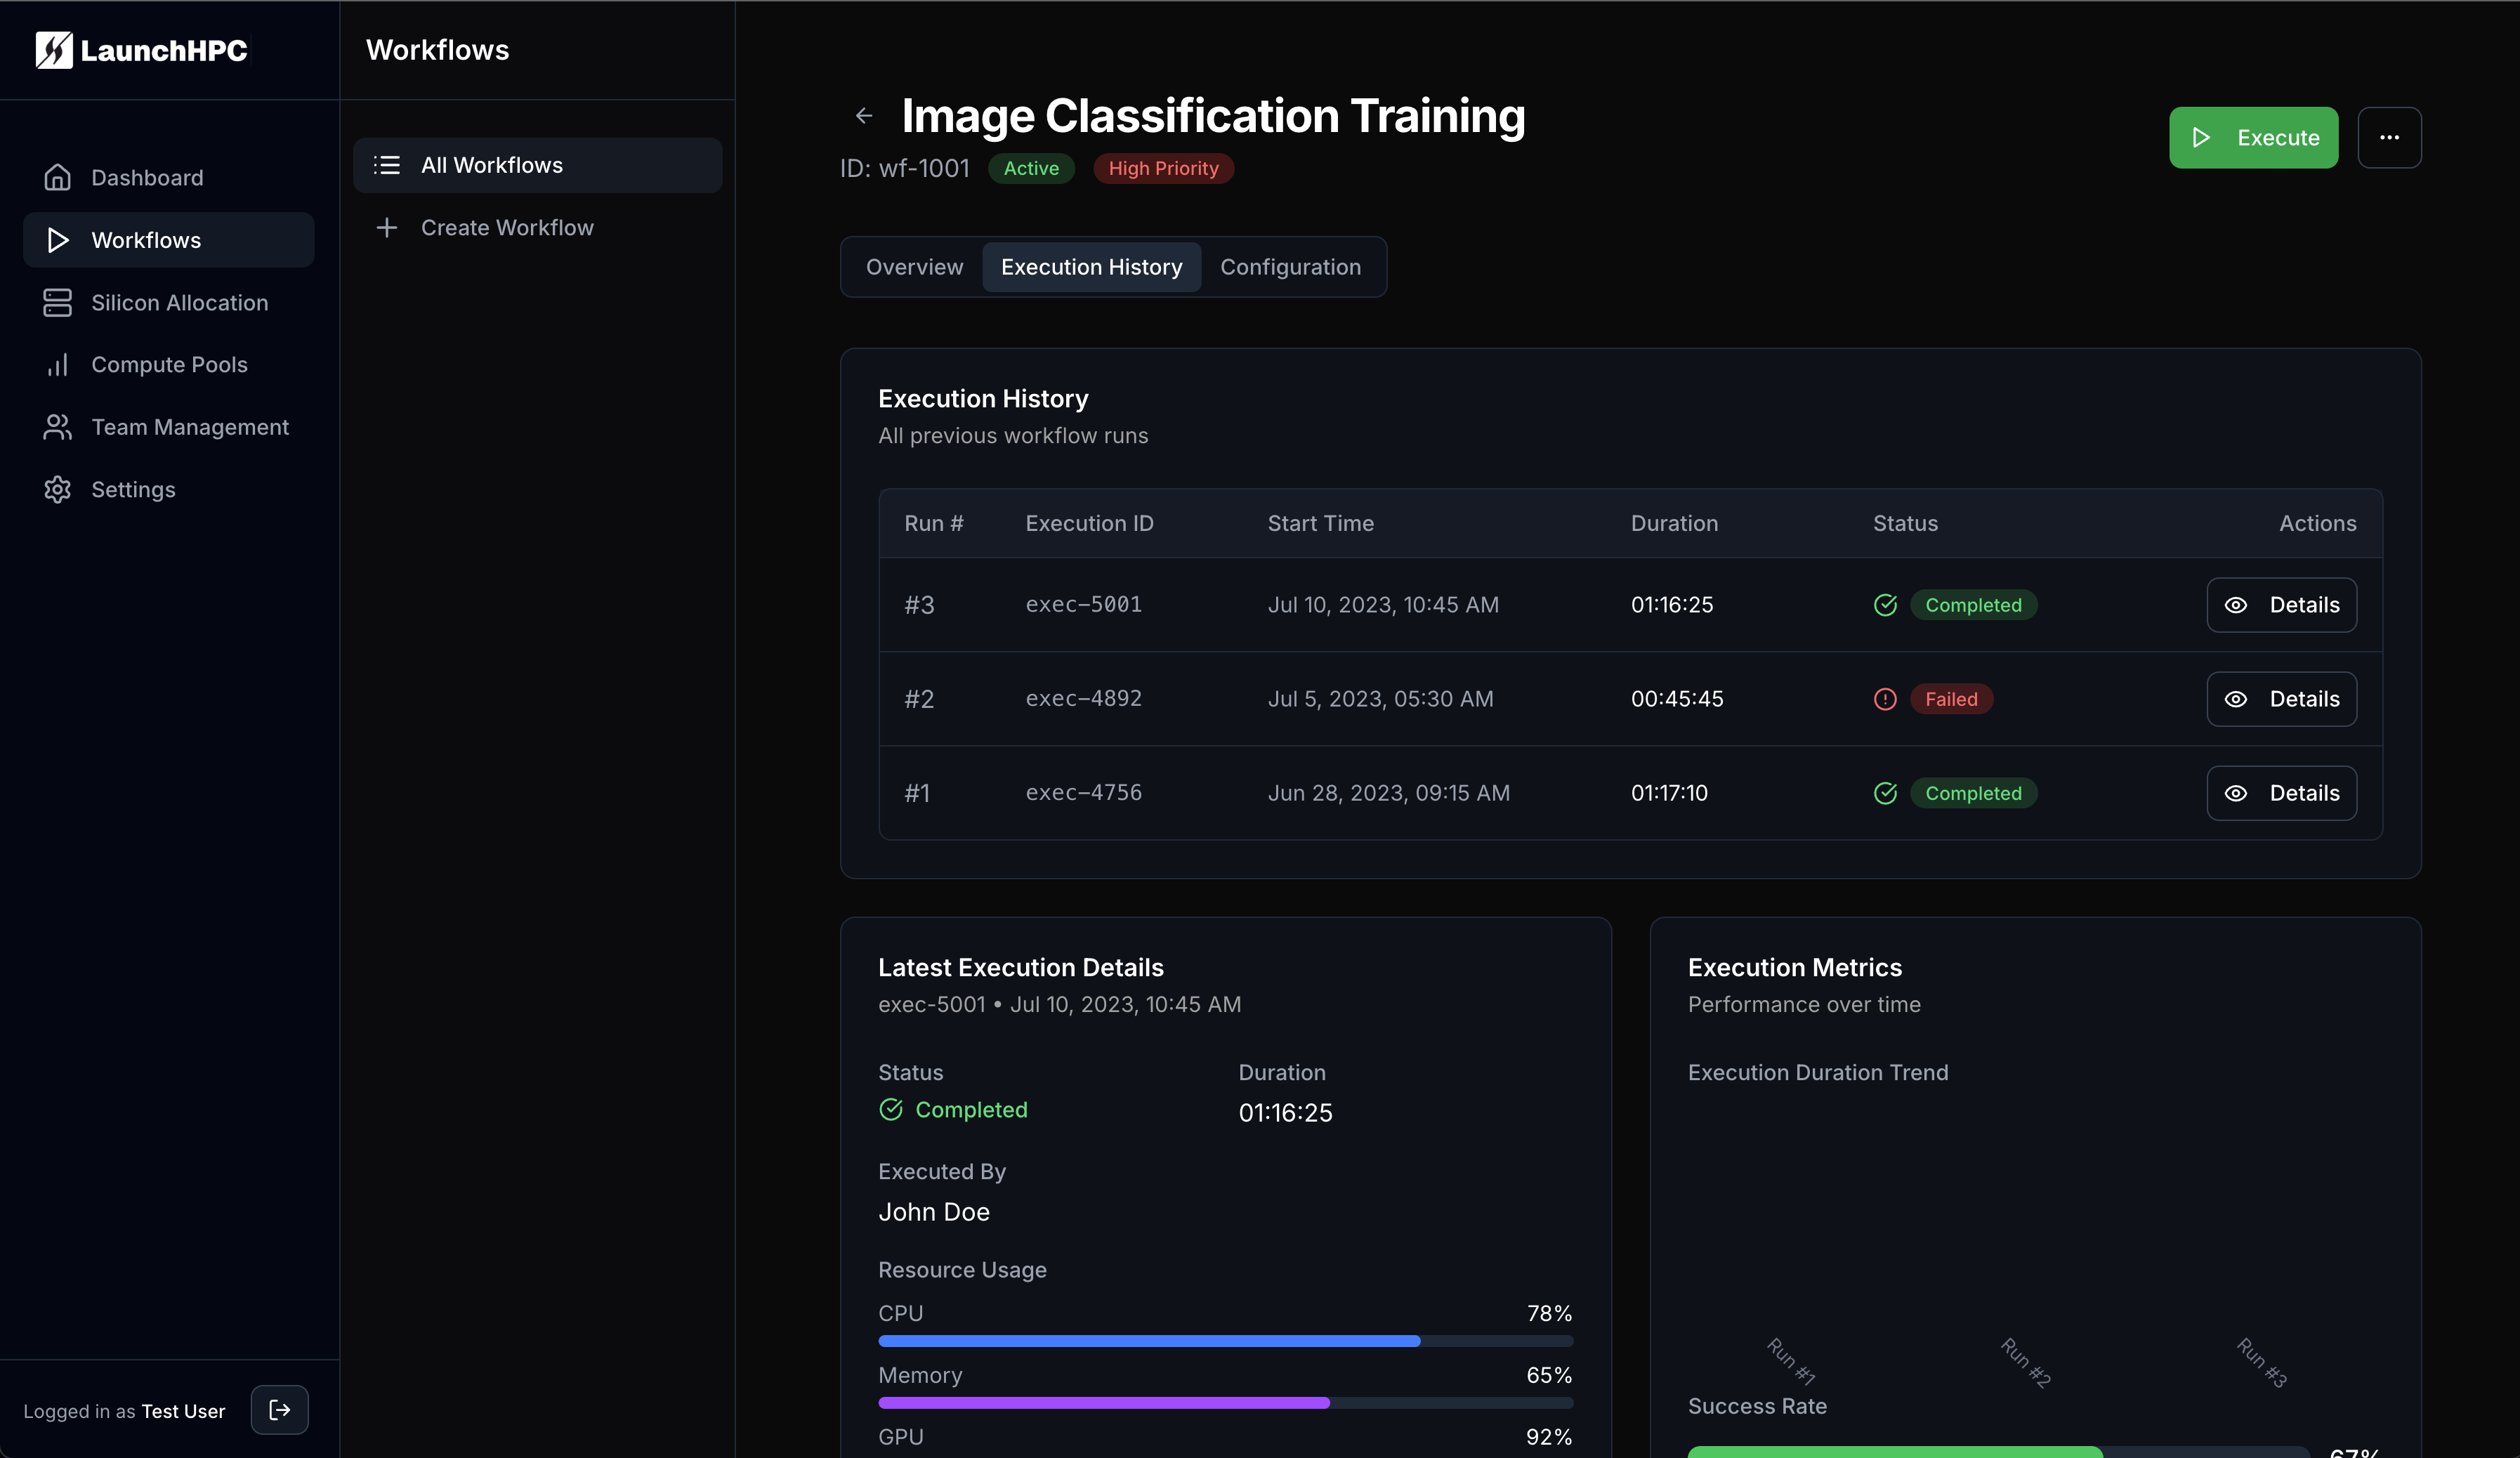 LaunchHPC
Dashboard
Workflows
Silicon Allocation
Compute Pools
Team Management
Settings
Logged in as Test User
Workflows
All Workflows
Create Workflow
Image Classification Training
ID: wf-1001 Active High Priority
Execute
Overview Execution History Configuration
Execution History
All previous workflow runs
Run # Execution ID Start Time Duration Status Actions
#3 exec-5001 Jul 10, 2023, 10:45 AM 01:16:25 Completed Details
#2 exec-4892 Jul 5, 2023, 05:30 AM 00:45:45 Failed Details
#1 exec-4756 Jun 28, 2023, 09:15 AM 01:17:10 Completed Details
Latest Execution Details
exec-5001 • Jul 10, 2023, 10:45 AM
Status Duration
Completed 01:16:25
Executed By
John Doe
Resource Usage
CPU 78%
Memory 65%
GPU 92%
Execution Metrics
Performance over time
Execution Duration Trend
Run #1 Run #2 Run #3
Success Rate
67%